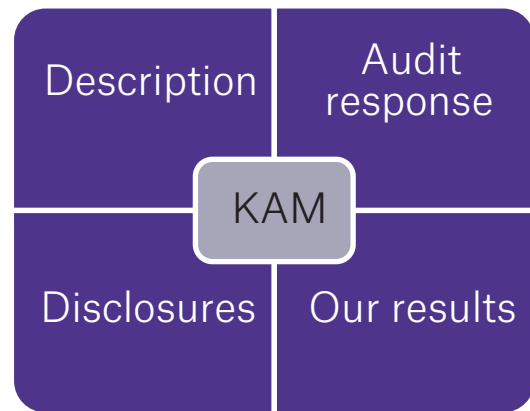 Description
Audit
response
KAM
Disclosures
Our results